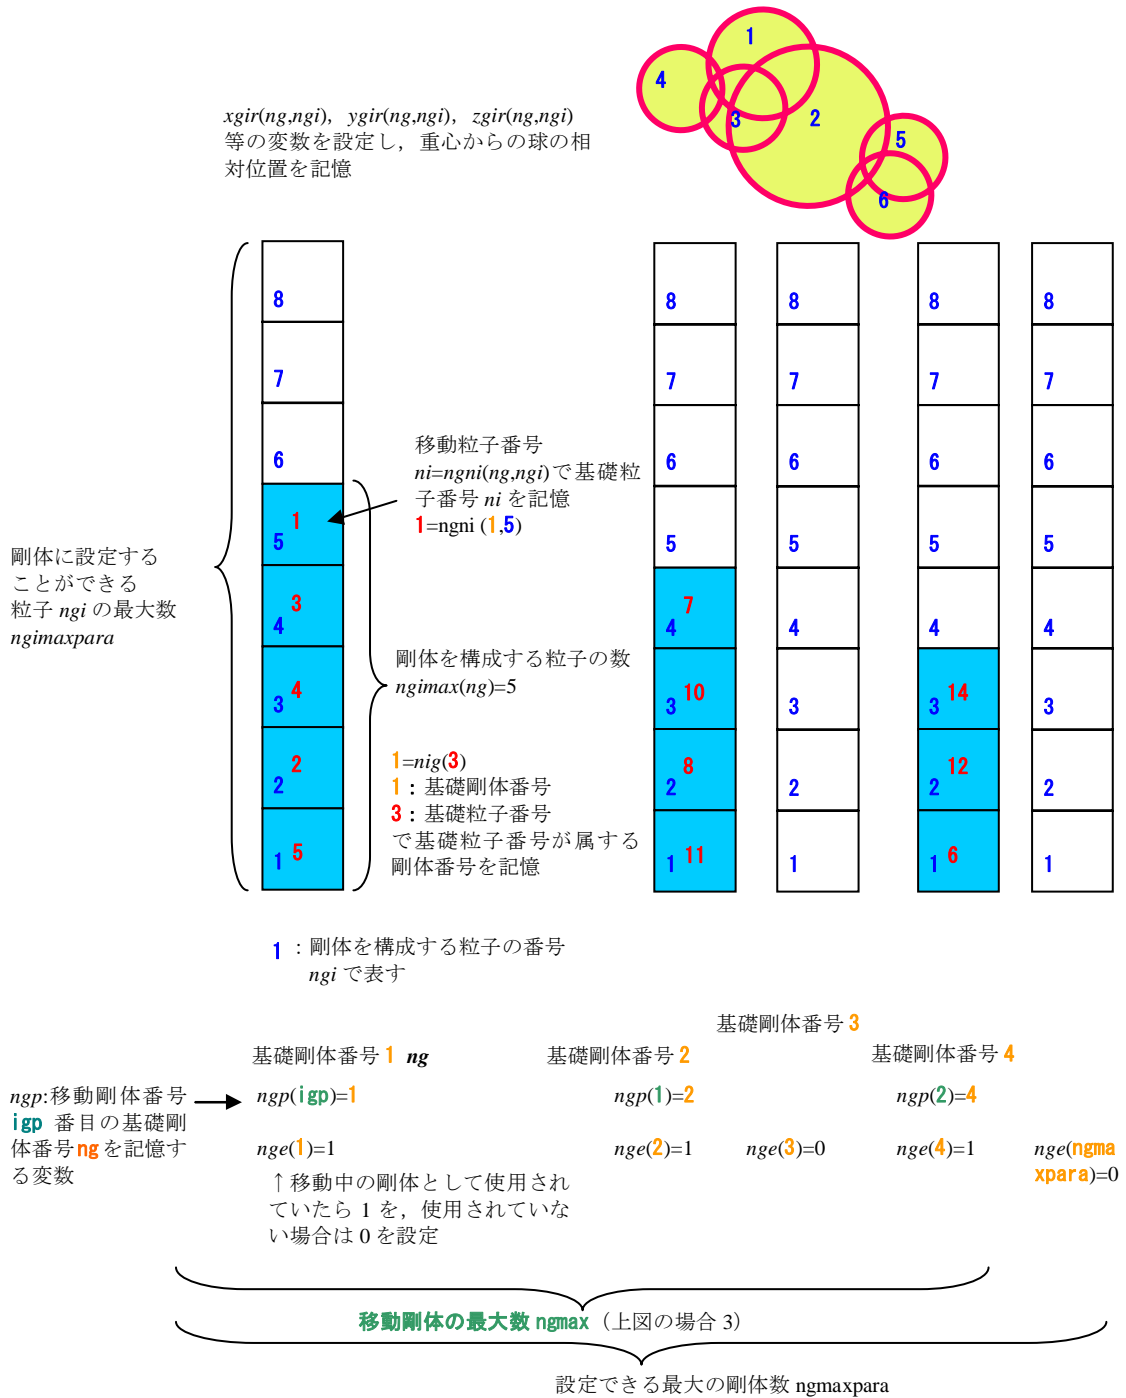 1
4
3
2
5
6
xgir(ng,ngi), ygir(ng,ngi), zgir(ng,ngi)
等の変数を設定し，重心からの球の相
対位置を記憶
8
7
6
1
5
3
4
4
3
2
2
5
1
8
7
6
5
7
4
10
3
8
2
11
1
8
7
6
5
4
3
2
1
8
7
6
5
4
14
3
12
2
6
1
8
7
6
5
4
3
2
1
剛体に設定する
ことができる
粒子 ngi の最大数
ngimaxpara
移動粒子番号
ni=ngni(ng,ngi)で基礎粒
子番号 ni を記憶
1=ngni (1,5)
剛体を構成する粒子の数
ngimax(ng)=5
1=nig(3)
1：基礎剛体番号
3：基礎粒子番号
で基礎粒子番号が属する
剛体番号を記憶
1 ：剛体を構成する粒子の番号
ngi で表す
基礎剛体番号 3
基礎剛体番号 1 ng
基礎剛体番号 2
基礎剛体番号 4
ngp:移動剛体番号
igp 番目の基礎剛
体番号 ng を記憶す
る変数
ngp(igp)=1
ngp(1)=2
ngp(2)=4
nge(1)=1
nge(2)=1
nge(3)=0
nge(4)=1
nge(ngma
xpara)=0
↑移動中の剛体として使用され
ていたら 1 を，使用されていな
い場合は 0 を設定
移動剛体の最大数 ngmax（上図の場合 3）
設定できる最大の剛体数 ngmaxpara